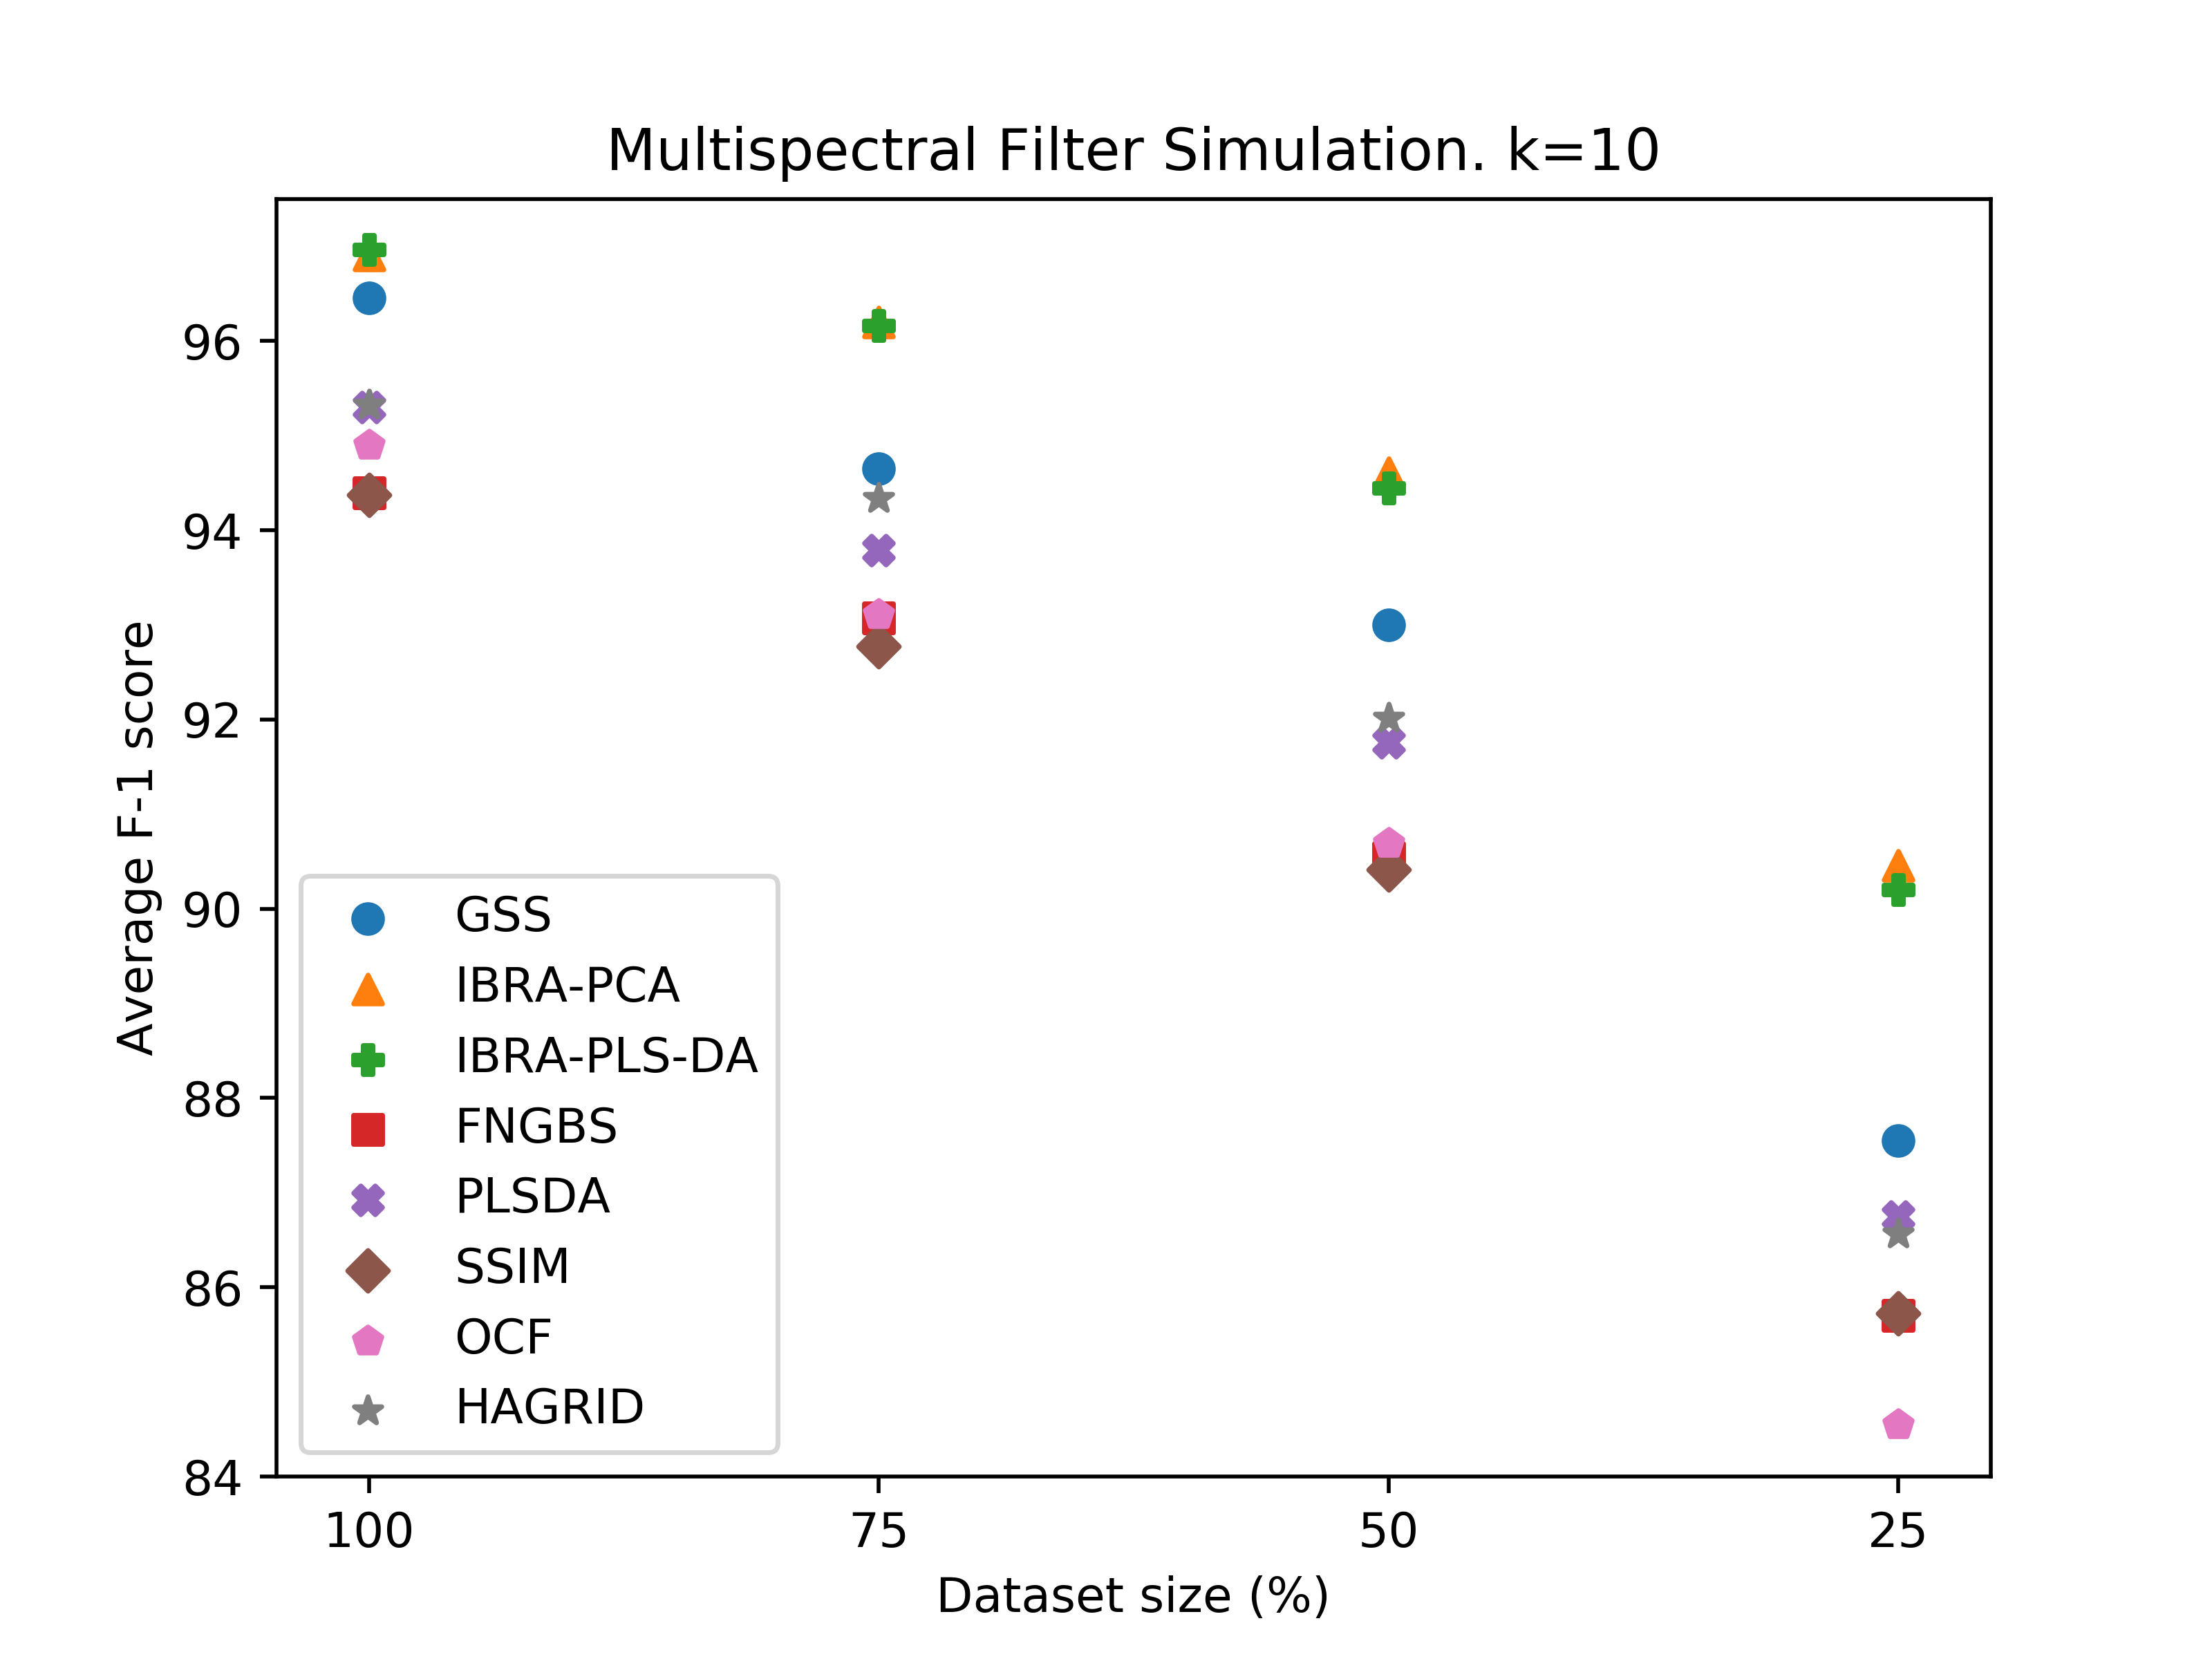 Multispectral Filter Simulation. k=10
Average F-1 score
96
94
92
90
88
86
84
GSS
IBRA-PCA
IBRA-PLS-DA
FNGBS
PLSDA
SSIM
OCF
HAGRID
100 75 50 25
Dataset size (%)